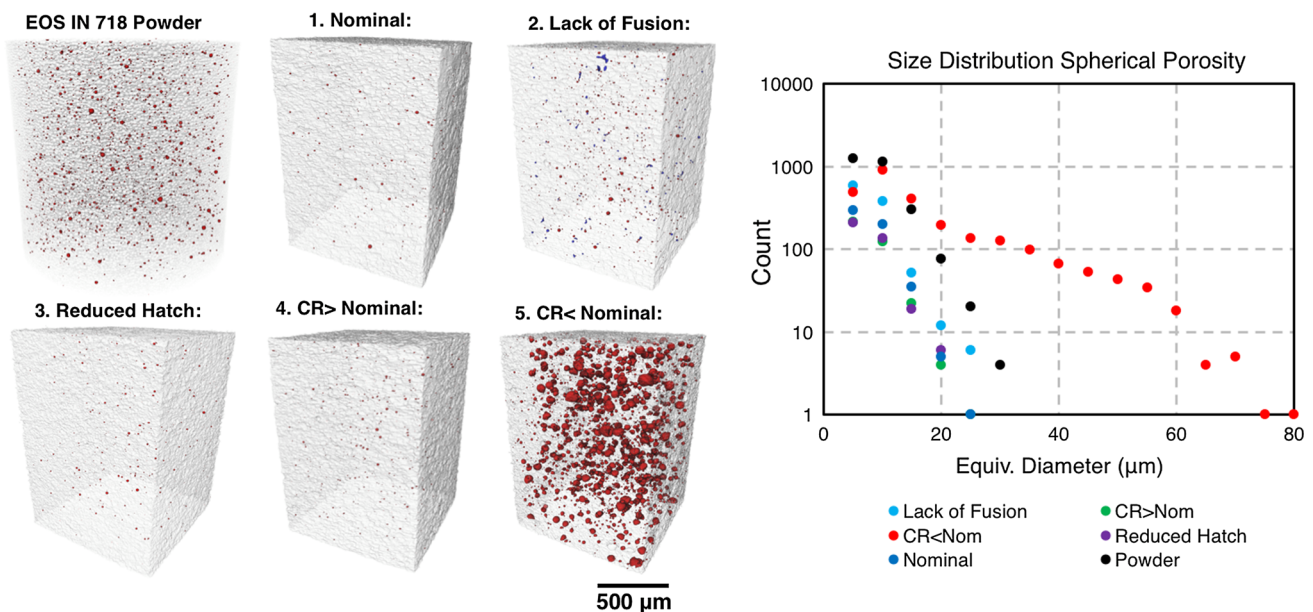 EOS IN 718 Powder
1. Nominal:
2. Lack of Fusion:
3. Reduced Hatch:
4. CR> Nominal:
5. CR< Nominal:
500 µm
Size Distribution Spherical Porosity
Count
10000
1000
100
10
1
0
20
40
60
80
Equiv. Diameter (µm)
Lack of Fusion
CR>Nom
CR<Nom
Reduced Hatch
Nominal
Powder